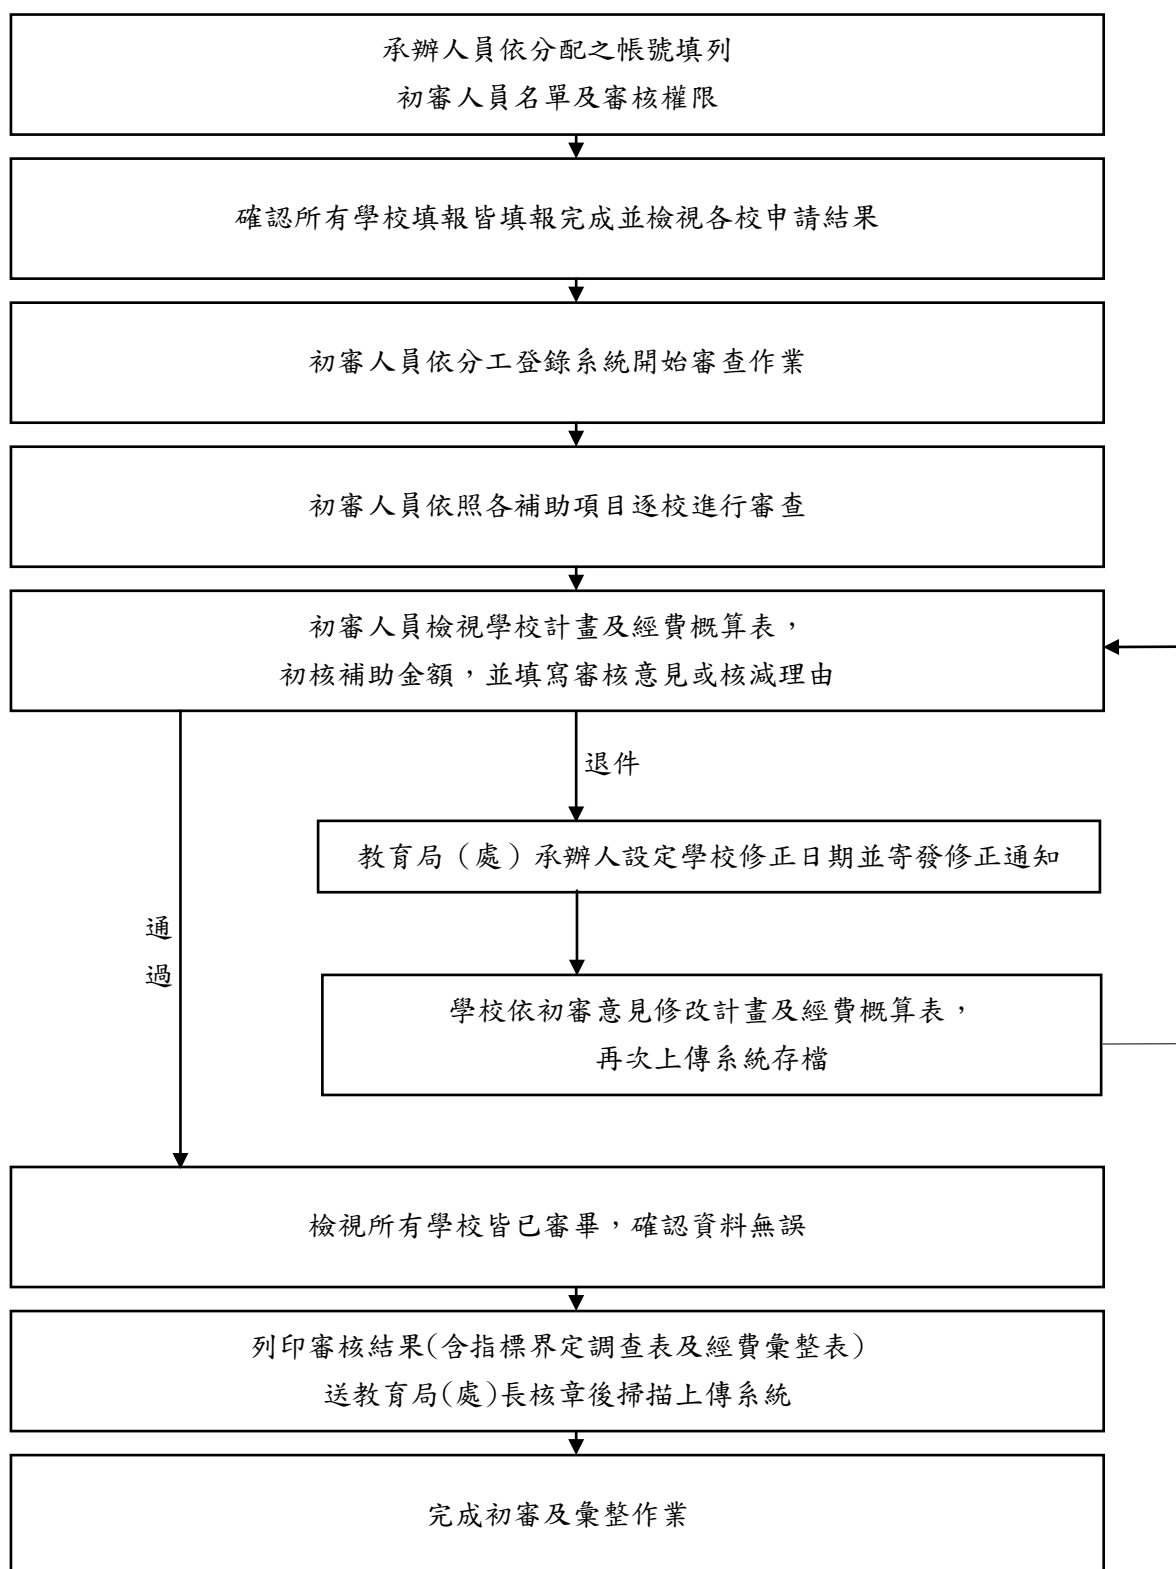 承辦人員依分配之帳號填列
初審人員名單及審核權限
確認所有學校填報皆填報完成並檢視各校申請結果
初審人員依分工登錄系統開始審查作業
初審人員依照各補助項目逐校進行審查
初審人員檢視學校計畫及經費概算表，
初核補助金額，並填寫審核意見或核減理由
退件
教育局（處）承辦人設定學校修正日期並寄發修正通知
通
過
學校依初審意見修改計畫及經費概算表，
再次上傳系統存檔
檢視所有學校皆已審畢，確認資料無誤
列印審核結果(含指標界定調查表及經費彙整表)
送教育局(處)長核章後掃描上傳系統
完成初審及彙整作業